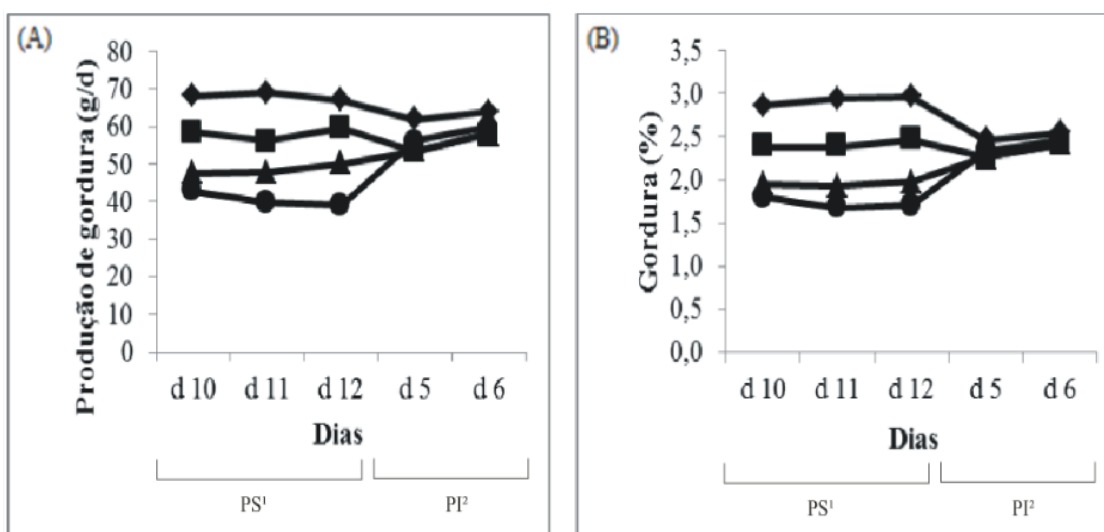 (A)
Produção de gordura (g/d)
80
70
60
50
40
30
20
10
0
d 10 d 11 d 12 d 5 d 6
Dias
PS¹ PI²
(B)
Gordura (%)
3,5
3,0
2,5
2,0
1,5
1,0
0,5
0,0
d 10 d 11 d 12 d 5 d 6
Dias
PS¹ PI²